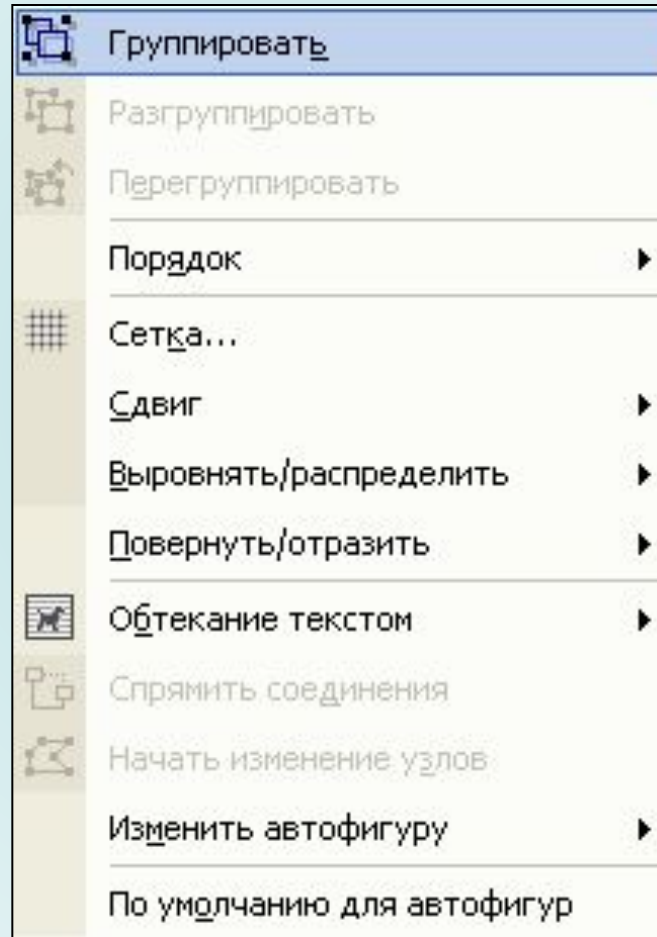 Группировать
Разгруппировать
Перегруппировать
Порядок
Сетка...
Сдвиг
Выровнять/распределить
Повернуть/отразить
Обтекание текстом
Спрямить соединения
Начать изменение узлов
Изменить автофигуру
По умолчанию для автофигур